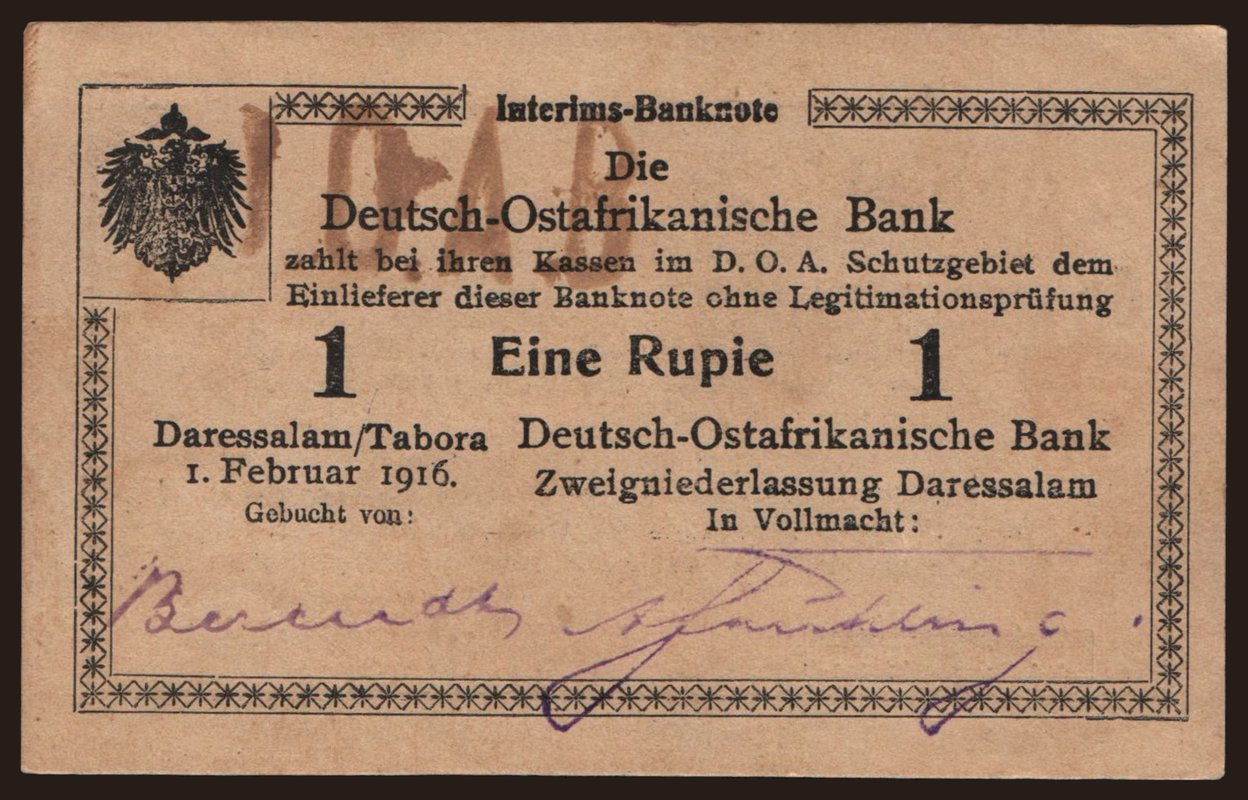 Interims-Banknote
Die
Deutsch-Ostafrikanische Bank
zahlt bei ihren Kassen im D. O. A. Schutzgebiet dem
Einlieferer dieser Banknote ohne Legitimationsprüfung
1 Eine Rupie 1
Daressalam/Tabora
1. Februar 1916.
Gebucht von:
Deutsch-Ostafrikanische Bank
Zweigniederlassung Daressalam
In Vollmacht:
Berendt